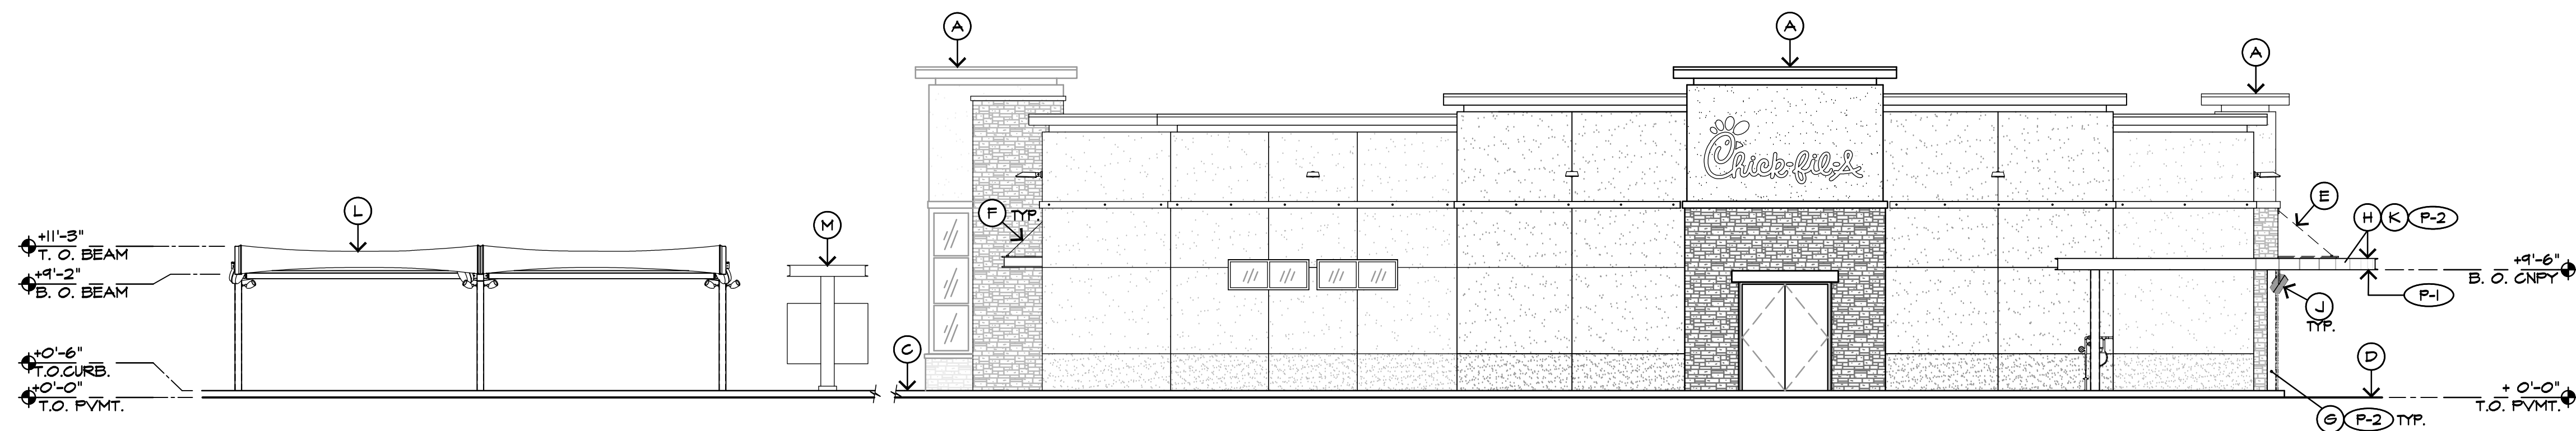 A
A
A
L
M
F TYP.
E
H K P-2
+11'-3"
T. O. BEAM
+9'-2"
B. O. BEAM
+0'-6"
T.O.CURB.
+0'-0"
T.O. PVMT.
C
Chick-fil-A
+9'-6"
B. O. CNPY
P-1
J
TYP.
D
+ 0'-0"
T.O. PVMT.
G P-2 TYP.